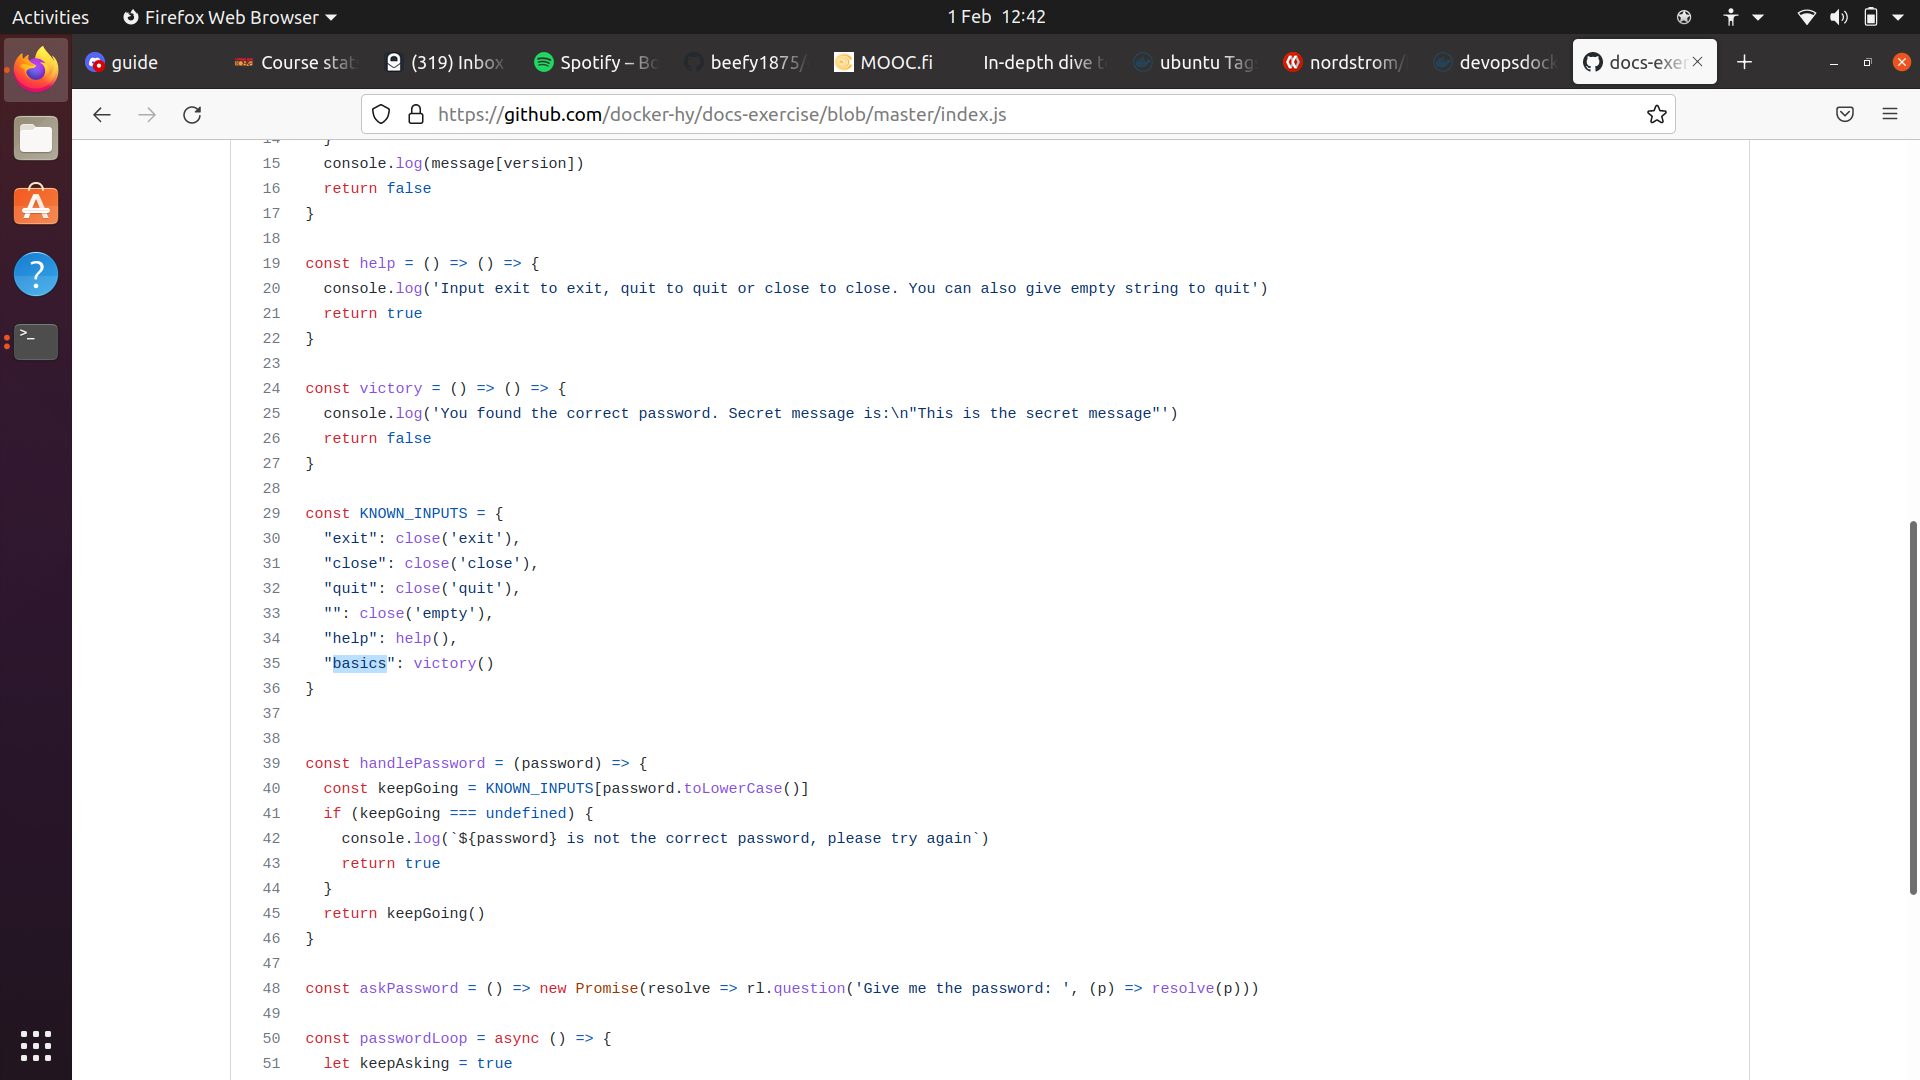 Activities Firefox Web Browser 1 Feb 12:42
guide Course stat (319) Inbox Spotify – Bo beefy1875/ MOOC.fi In-depth dive t ubuntu Tag nordstrom/ devopsdock docs-exer
https://github.com/docker-hy/docs-exercise/blob/master/index.js
14 }
15 console.log(message[version])
16 return false
17 }
18
19 const help = () => () => {
20 console.log('Input exit to exit, quit to quit or close to close. You can also give empty string to quit')
21 return true
22 }
23
24 const victory = () => () => {
25 console.log('You found the correct password. Secret message is:\n"This is the secret message"')
26 return false
27 }
28
29 const KNOWN_INPUTS = {
30 "exit": close('exit'),
31 "close": close('close'),
32 "quit": close('quit'),
33 "": close('empty'),
34 "help": help(),
35 "basics": victory()
36 }
37
38
39 const handlePassword = (password) => {
40 const keepGoing = KNOWN_INPUTS[password.toLowerCase()]
41 if (keepGoing === undefined) {
42 console.log(`${password} is not the correct password, please try again`)
43 return true
44 }
45 return keepGoing()
46 }
47
48 const askPassword = () => new Promise(resolve => rl.question('Give me the password: ', (p) => resolve(p)))
49
50 const passwordLoop = async () => {
51 let keepAsking = true